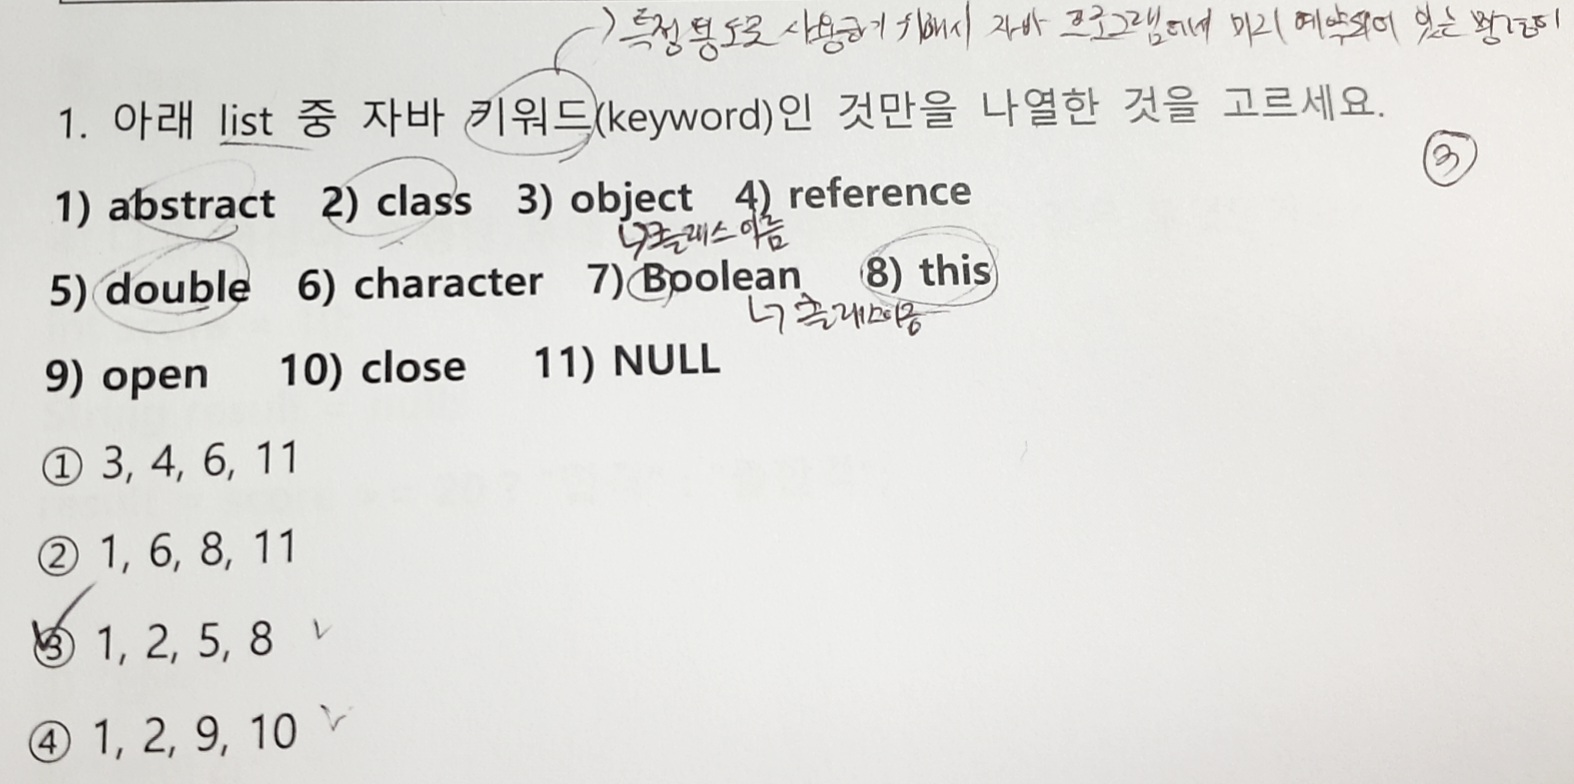 특정 용도로 사용하기 위해서 자바 프로그램에서 미리 예약되어 있는
1. 아래 list 중 자바 키워드(keyword)인 것만을 나열한 것을 고르세요.
③
1) abstract 2) class 3) object 4) reference
클래스 이름
5) double 6) character 7) Boolean 8) this
클래스이름
9) open 10) close 11) NULL
① 3, 4, 6, 11
② 1, 6, 8, 11
③ 1, 2, 5, 8
④ 1, 2, 9, 10